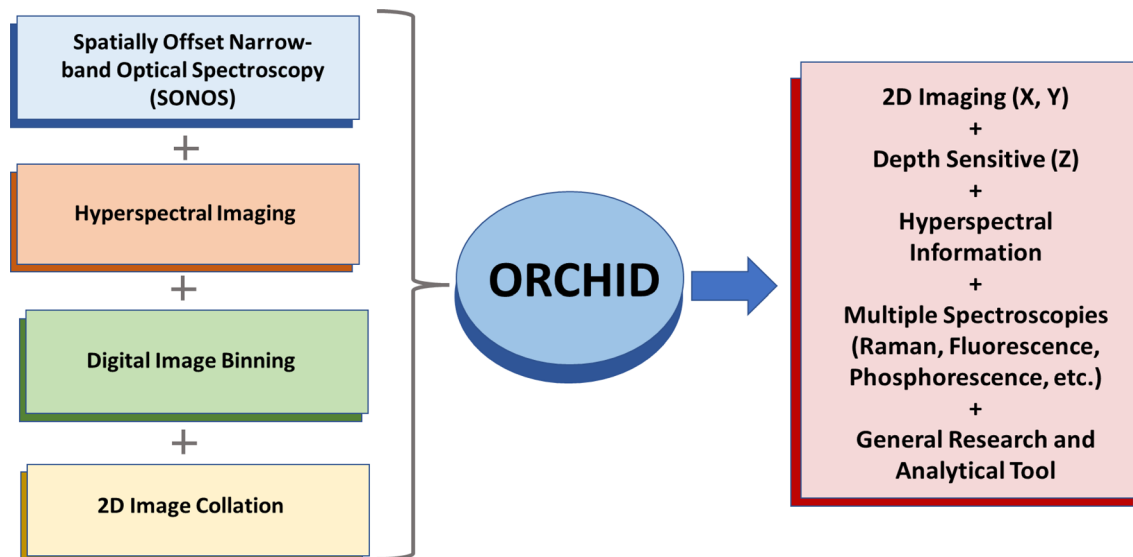 Spatially Offset Narrow-
band Optical Spectroscopy
(SONOS)
+
Hyperspectral Imaging
+
Digital Image Binning
+
2D Image Collation
ORCHID
2D Imaging (X, Y)
+
Depth Sensitive (Z)
+
Hyperspectral
Information
+
Multiple Spectroscopies
(Raman, Fluorescence,
Phosphorescence, etc.)
+
General Research and
Analytical Tool